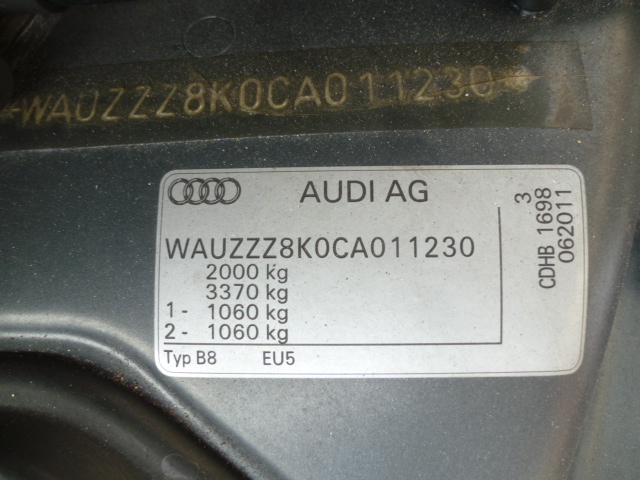 WAUZZZ8K0CA011230
AUDI AG
WAUZZZ8K0CA011230
2000 kg
3370 kg
1 - 1060 kg
2 - 1060 kg
Typ B8 EU5
3
CDHB 1698
062011